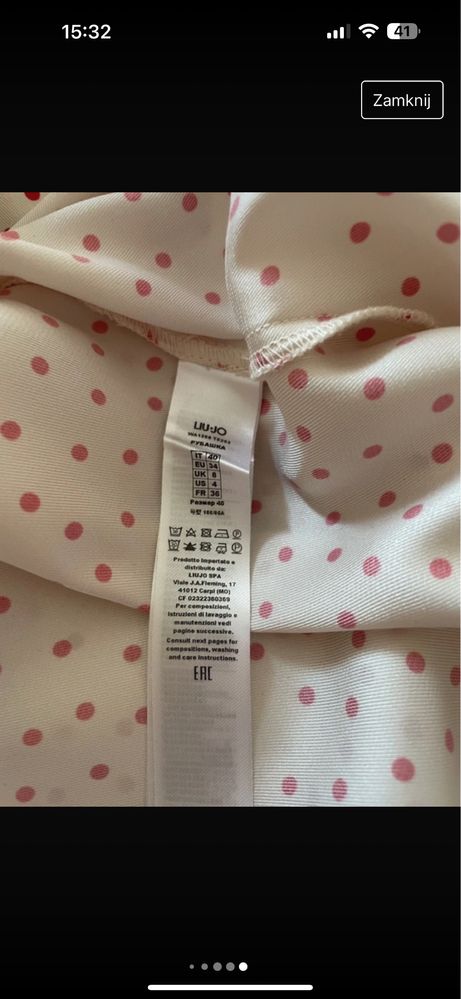 15:32
41
Zamknij
LIU·JO
РУБАШКА
IT 40
EU 34
UK 8
US 4
FR 36
Размер 40
Prodotto importato e
distribuito da:
LIUJO SPA
Viale J.A.Fleming, 17
41012 Carpi (MO)
CF 02322360369
Per composizioni,
istruzioni di lavaggio e
manutenzioni vedi
pagine successive.
Consult next pages for
compositions, washing
and care instructions.
EAC